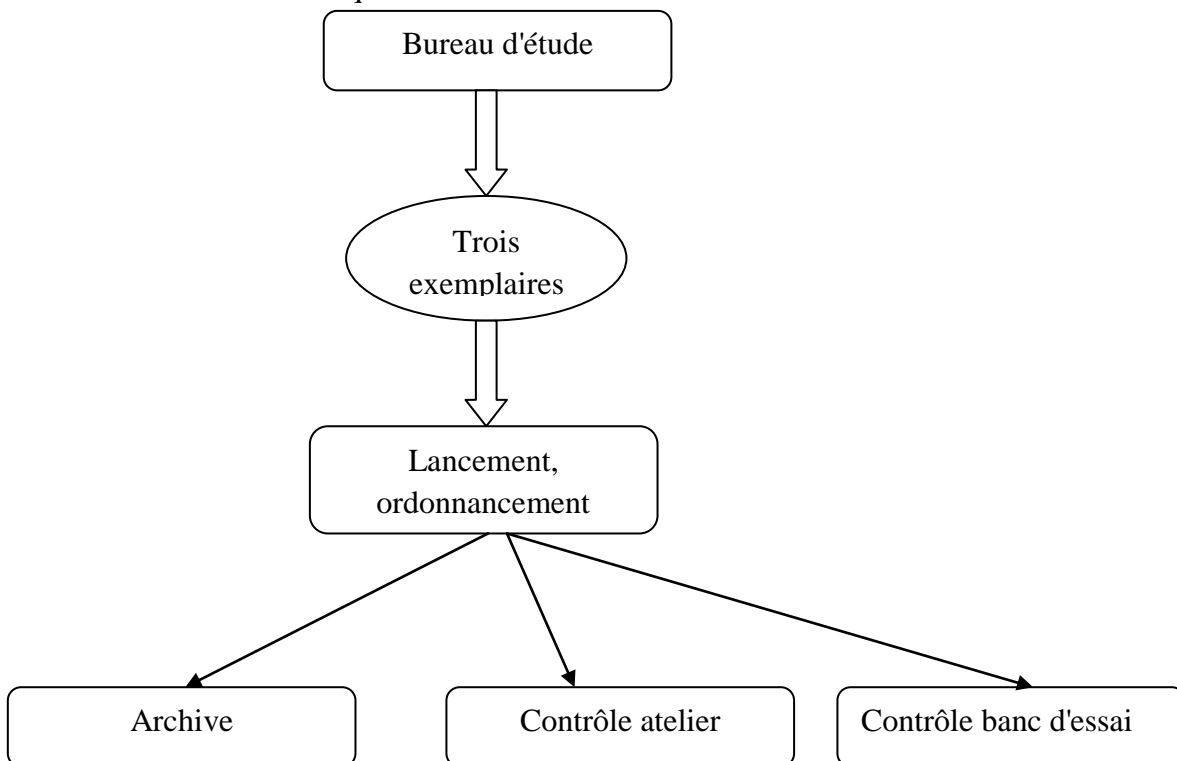 Bureau d'étude
Trois
exemplaires
Lancement,
ordonnancement
Archive
Contrôle atelier
Contrôle banc d'essai